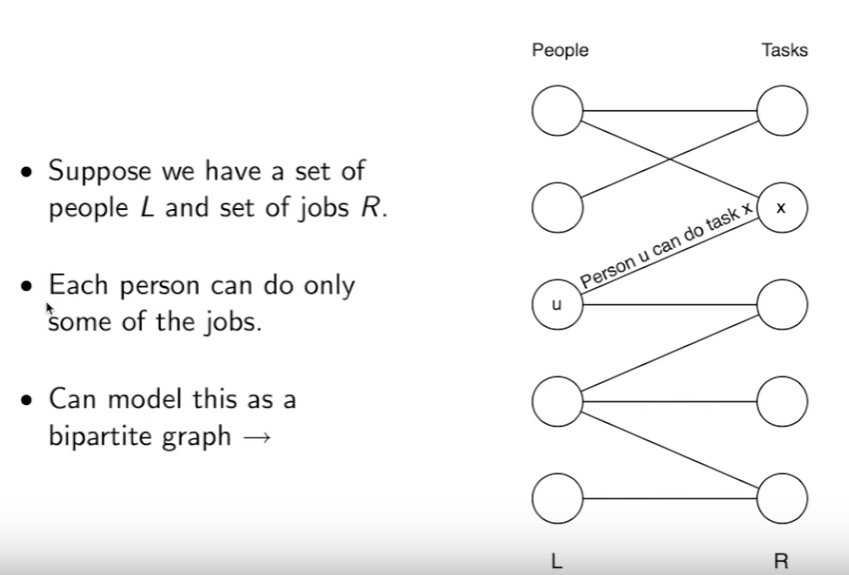 People Tasks
• Suppose we have a set of
people L and set of jobs R.
x
Person u can do task x
• Each person can do only
some of the jobs.
u
• Can model this as a
bipartite graph →
L R